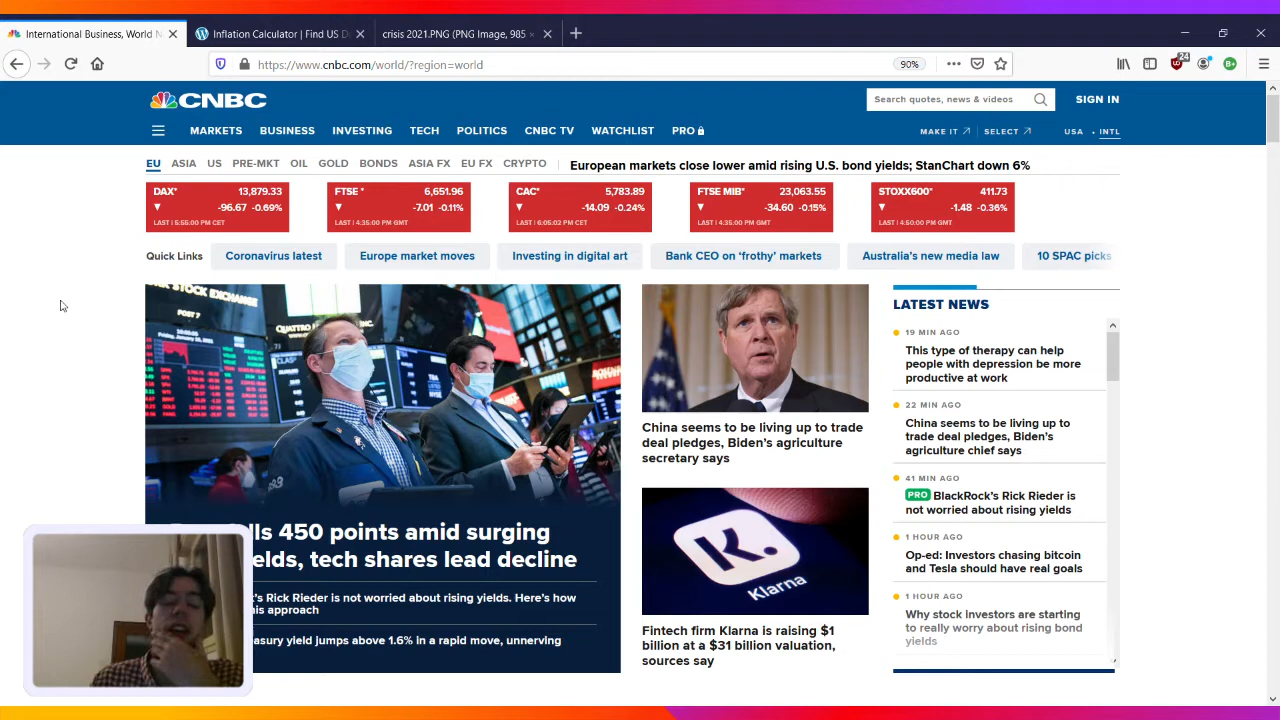 International Business, World N
Inflation Calculator | Find US D
crisis 2021.PNG (PNG Image, 985 ×
https://www.cnbc.com/world/?region=world
90%
24
CNBC
Search quotes, news & videos
SIGN IN
MARKETS BUSINESS INVESTING TECH POLITICS CNBC TV WATCHLIST PRO
MAKE IT SELECT USA • INTL
EU ASIA US PRE-MKT OIL GOLD BONDS ASIA FX EU FX CRYPTO
European markets close lower amid rising U.S. bond yields; StanChart down 6%
DAX* 13,879.33
-96.67 -0.69%
LAST | 5:55:00 PM CET
FTSE * 6,651.96
-7.01 -0.11%
LAST | 4:35:00 PM GMT
CAC* 5,783.89
-14.09 -0.24%
LAST | 6:05:02 PM CET
FTSE MIB* 23,063.55
-34.60 -0.15%
LAST | 4:35:00 PM GMT
STOXX600* 411.73
-1.48 -0.36%
LAST | 4:50:00 PM GMT
Quick Links
Coronavirus latest
Europe market moves
Investing in digital art
Bank CEO on ‘frothy’ markets
Australia's new media law
10 SPAC picks
STOCK EXCHANGE
POST 7
lls 450 points amid surging
elds, tech shares lead decline
's Rick Rieder is not worried about rising yields. Here's how
his approach
asury yield jumps above 1.6% in a rapid move, unnerving
China seems to be living up to trade
deal pledges, Biden’s agriculture
secretary says
K.
Klarna
Fintech firm Klarna is raising $1
billion at a $31 billion valuation,
sources say
LATEST NEWS
19 MIN AGO
This type of therapy can help
people with depression be more
productive at work
22 MIN AGO
China seems to be living up to
trade deal pledges, Biden’s
agriculture chief says
41 MIN AGO
PRO BlackRock’s Rick Rieder is
not worried about rising yields
1 HOUR AGO
Op-ed: Investors chasing bitcoin
and Tesla should have real goals
1 HOUR AGO
Why stock investors are starting
to really worry about rising bond
yields